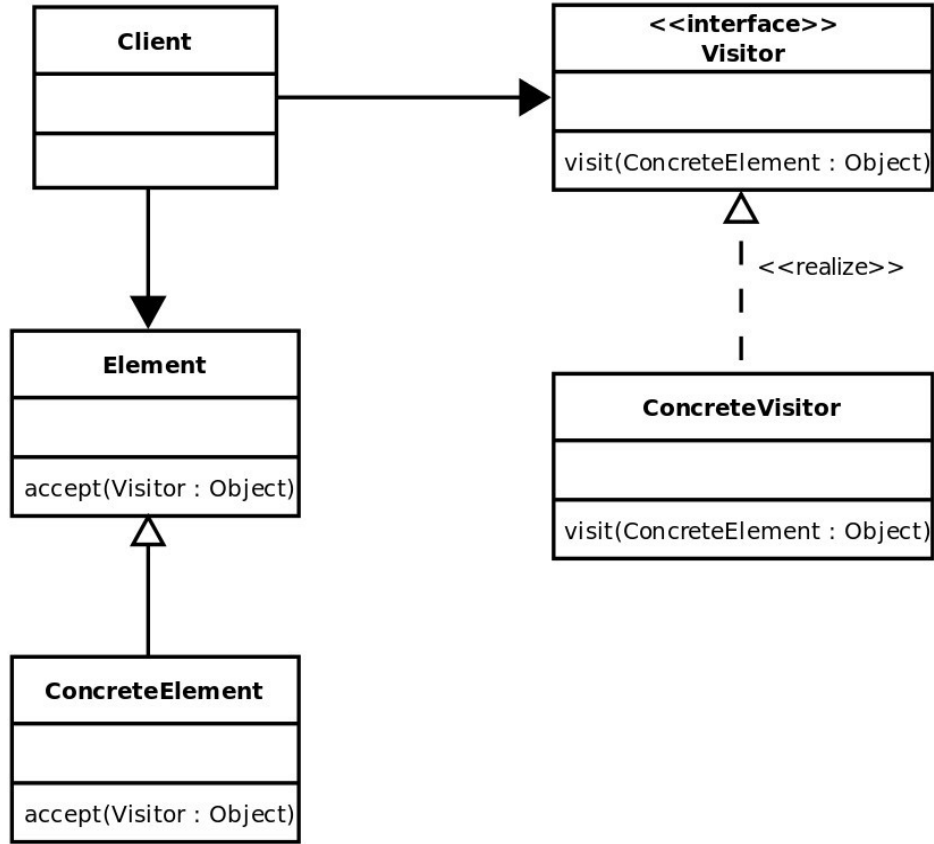 Client
<<interface>>
Visitor
visit(ConcreteElement : Object)
<<realize>>
Element
accept(Visitor : Object)
ConcreteVisitor
visit(ConcreteElement : Object)
ConcreteElement
accept(Visitor : Object)